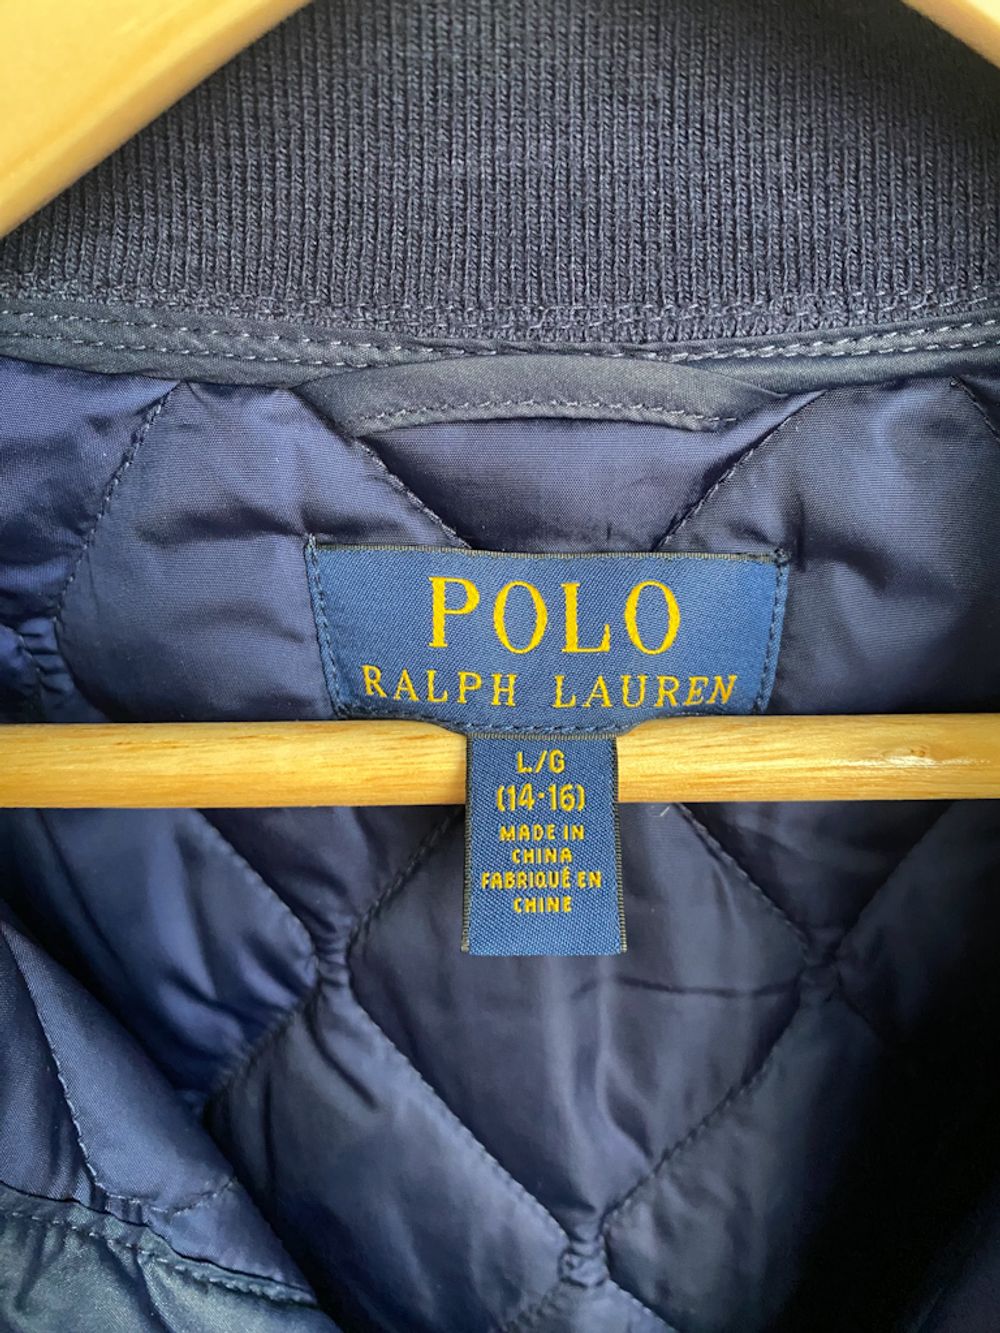 POLO
RALPH LAUREN
L/G
(14-16)
MADE IN
CHINA
FABRIQUÉ EN
CHINE